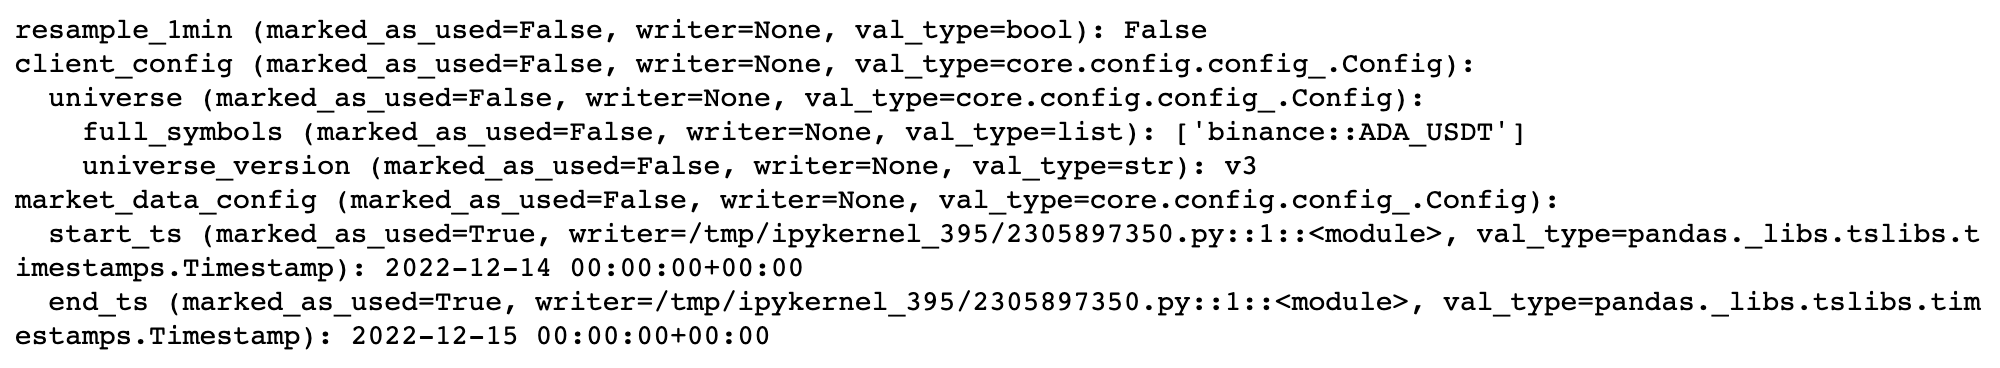 resample_1min (marked_as_used=False, writer=None, val_type=bool): False
client_config (marked_as_used=False, writer=None, val_type=core.config.config_.Config):
  universe (marked_as_used=False, writer=None, val_type=core.config.config_.Config):
    full_symbols (marked_as_used=False, writer=None, val_type=list): ['binance::ADA_USDT']
    universe_version (marked_as_used=False, writer=None, val_type=str): v3
market_data_config (marked_as_used=False, writer=None, val_type=core.config.config_.Config):
  start_ts (marked_as_used=True, writer=/tmp/ipykernel_395/2305897350.py::1::<module>, val_type=pandas._libs.tslibs.t
imestamps.Timestamp): 2022-12-14 00:00:00+00:00
  end_ts (marked_as_used=True, writer=/tmp/ipykernel_395/2305897350.py::1::<module>, val_type=pandas._libs.tslibs.tim
estamps.Timestamp): 2022-12-15 00:00:00+00:00